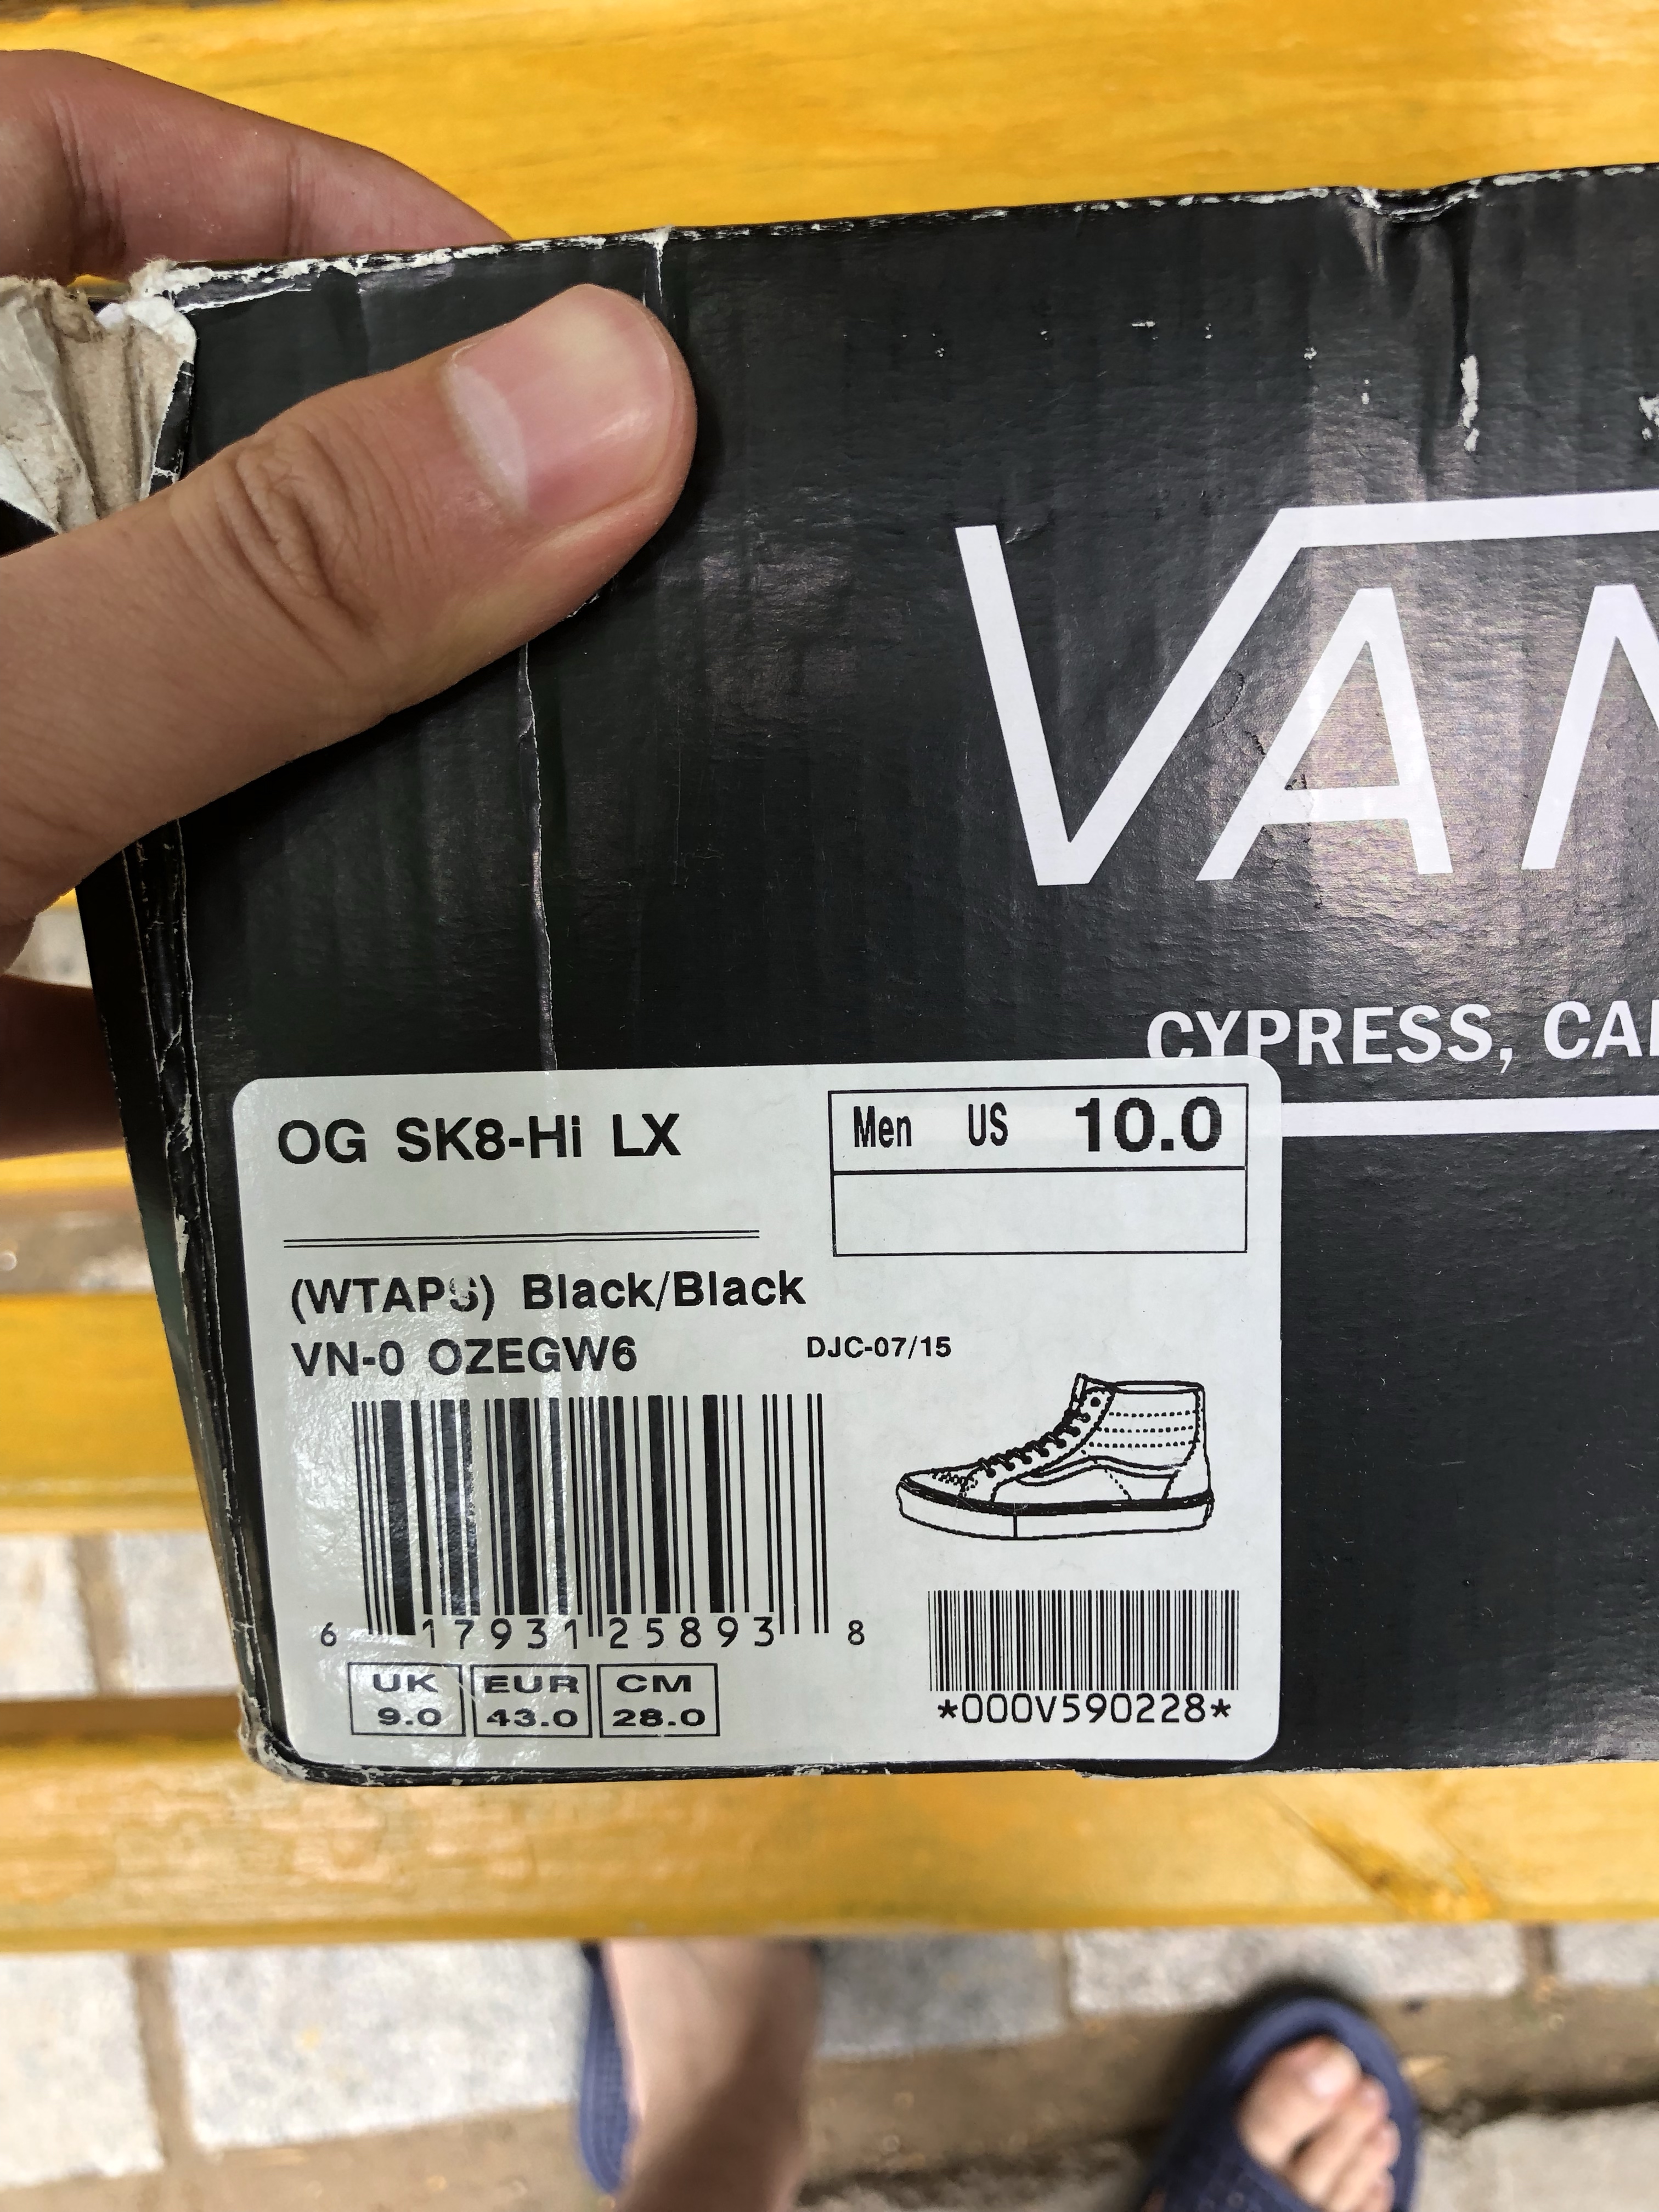 VAN
CYPRESS, CAL
OG SK8-Hi LX
Men US 10.0
(WTAPS) Black/Black
VN-0 OZEGW6
DJC-07/15
6 17931 25893 8
UK EUR CM
9.0 43.0 28.0
*000V590228*